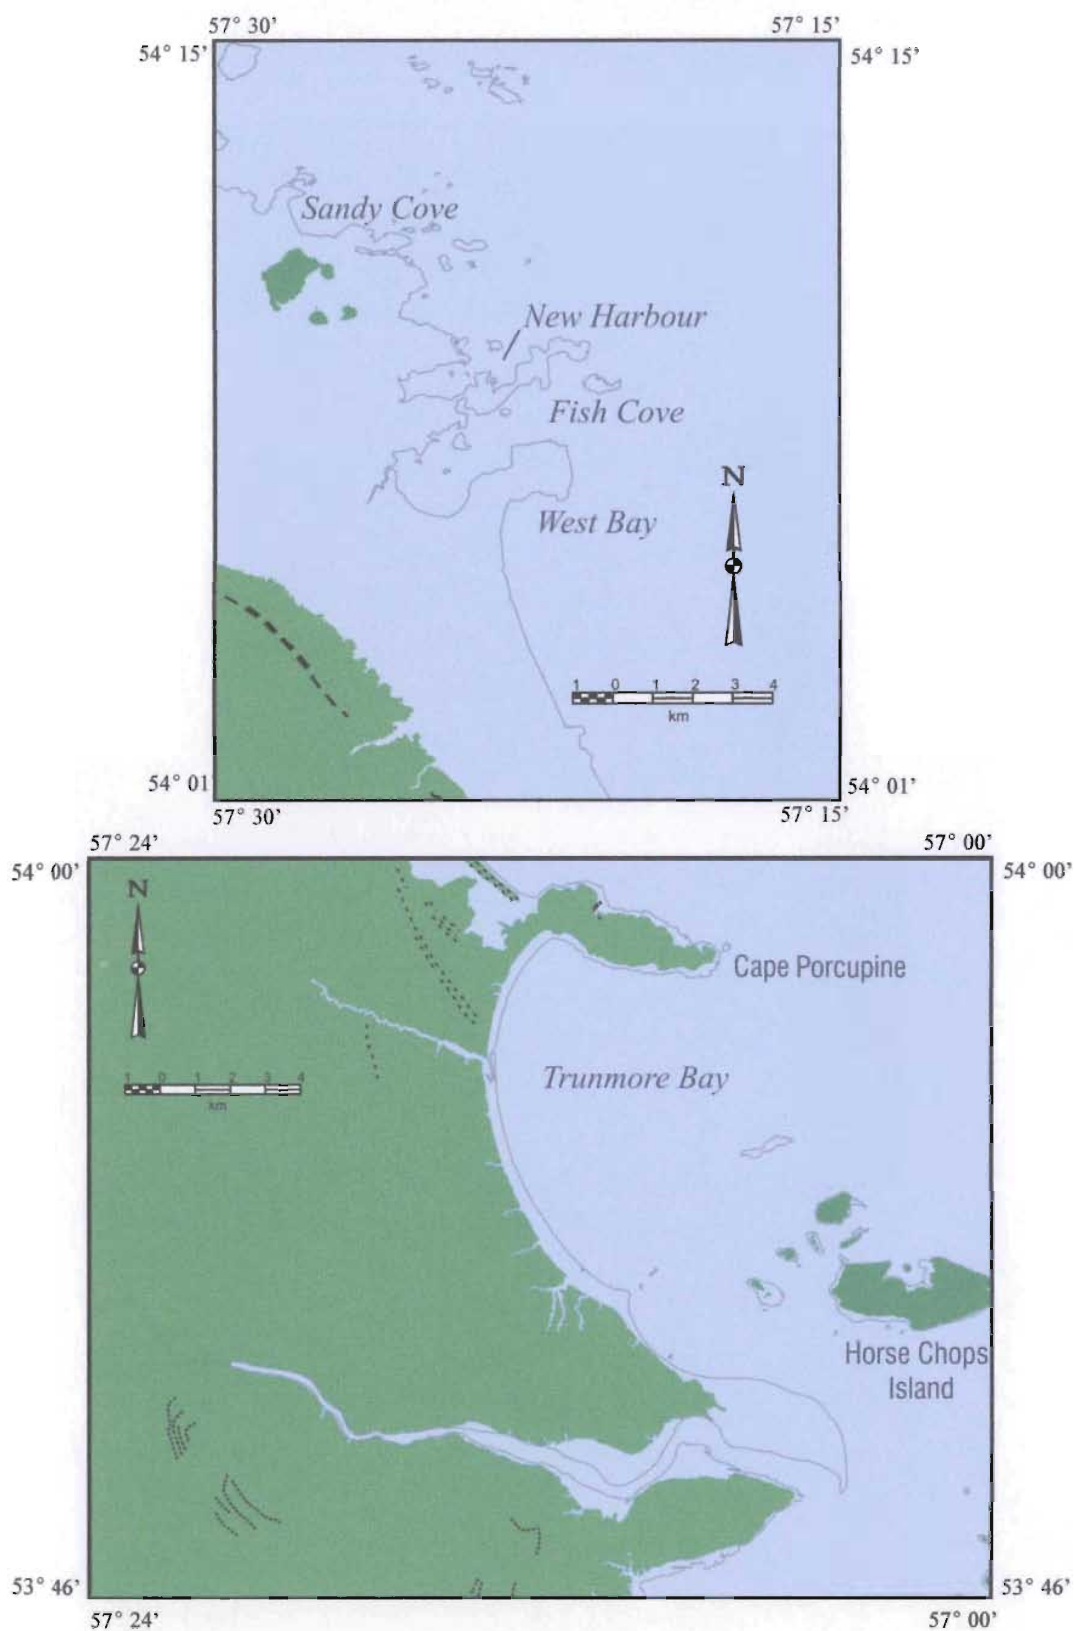 57° 30' 57° 15'
54° 15' 54° 15'
Sandy Cove
New Harbour
Fish Cove
N
West Bay
1 0 1 2 3 4
km
54° 01' 54° 01'
57° 30' 57° 15'
57° 24' 57° 00'
54° 00' 54° 00'
N
Cape Porcupine
Trunmore Bay
1 0 1 2 3 4
km
Horse Chops
Island
53° 46' 53° 46'
57° 24' 57° 00'